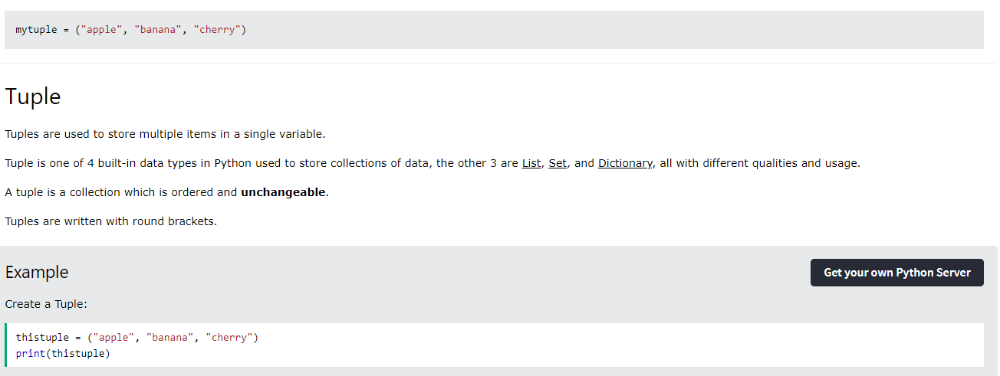 mytuple = ("apple", "banana", "cherry")
Tuple
Tuples are used to store multiple items in a single variable.
Tuple is one of 4 built-in data types in Python used to store collections of data, the other 3 are List, Set, and Dictionary, all with different qualities and usage.
A tuple is a collection which is ordered and unchangeable.
Tuples are written with round brackets.
Example
Get your own Python Server
Create a Tuple:
thistuple = ("apple", "banana", "cherry")
print(thistuple)